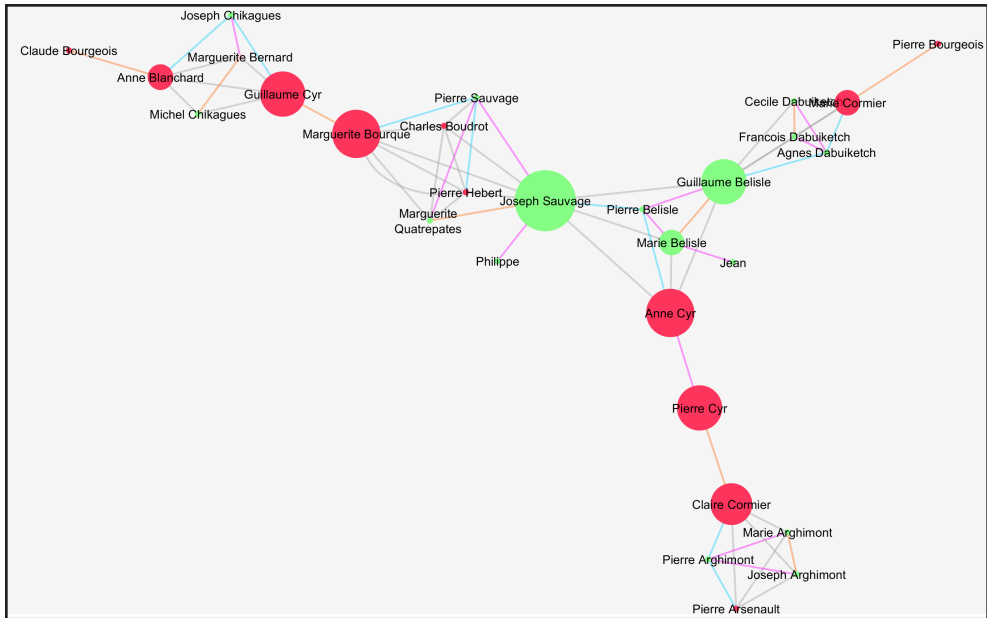 Joseph Chikagues
Claude Bourgeois
Pierre Bourgeois
Marguerite Bernard
Anne Blanchard
Guillaume Cyr
Michel Chikagues
Pierre Sauvage
Cecile Dabuiketch
Marie Cormier
Charles Boudrot
Marguerite Bourque
Francois Dabuiketch
Agnes Dabuiketch
Guillaume Belisle
Pierre Hebert
Joseph Sauvage
Pierre Belisle
Marguerite
Quatrepates
Marie Belisle
Philippe
Jean
Anne Cyr
Pierre Cyr
Claire Cormier
Marie Arghimont
Pierre Arghimont
Joseph Arghimont
Pierre Arsenault